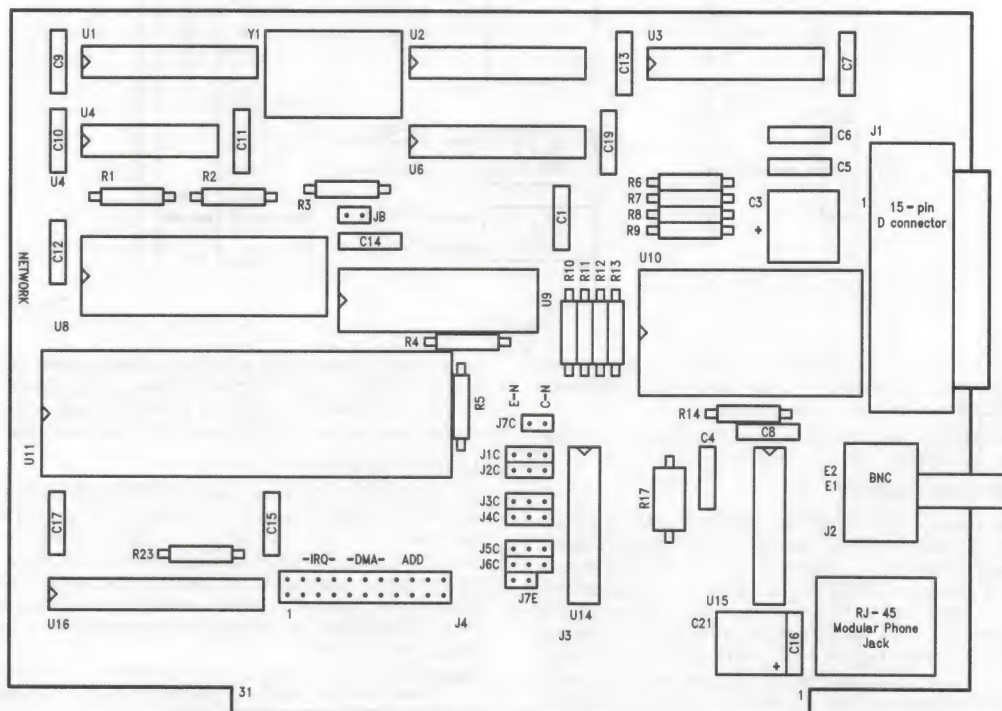 U1
Y1
U2
U3
C9
C13
C7
U4
C10
C11
C19
C6
J1
U4
U6
C5
R1
R2
R3
R6
R7
R8
R9
C3
1
15-pin
D connector
JB
C1
+
C12
C14
NETWORK
R10
R11
R12
R13
U10
U9
U8
R4
R5
E-N
C-N
R14
J7C
C8
U11
C4
J1C
J2C
E2
E1
BNC
R17
J3C
J4C
C17
C15
J2
R23
-IRQ-
-DMA-
ADD
J5C
J6C
J7E
U16
1
J4
U14
J3
U15
C21
C16
+
RJ-45
Modular Phone
Jack
31
1